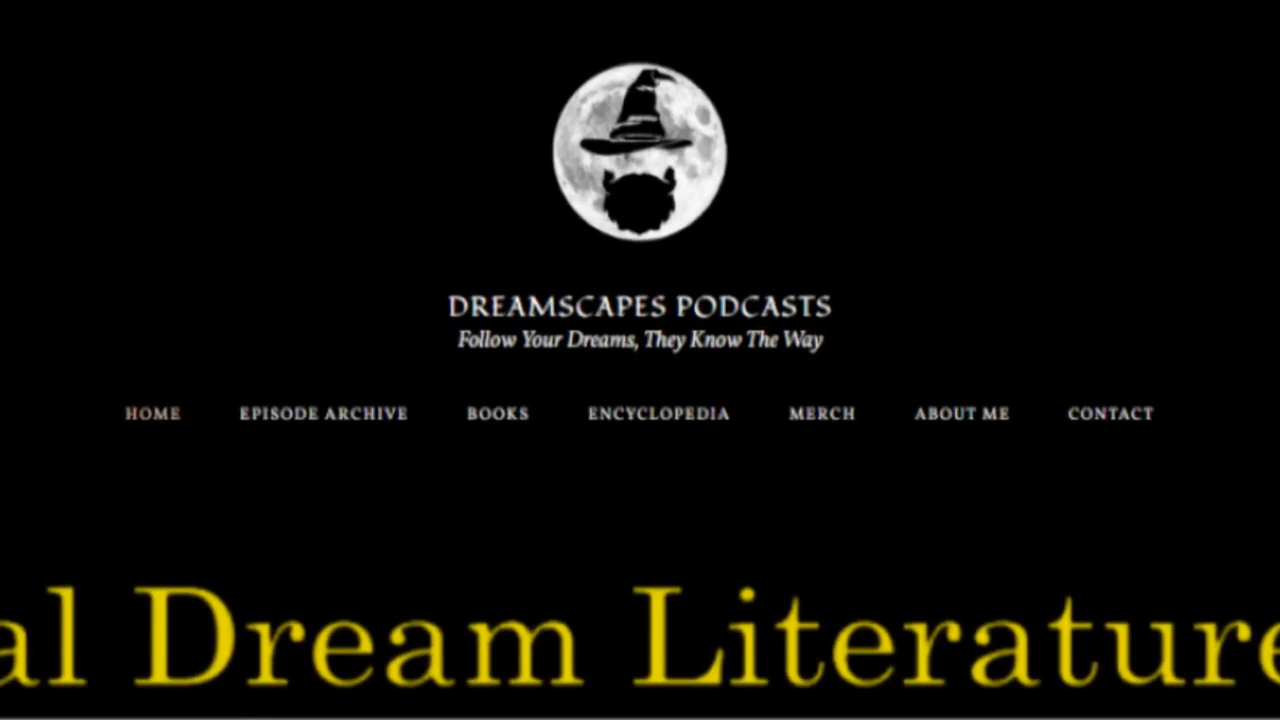 DREAMSCAPES PODCASTS
Follow Your Dreams, They Know The Way
HOME EPISODE ARCHIVE BOOKS ENCYCLOPEDIA MERCH ABOUT ME CONTACT
al Dream Literature